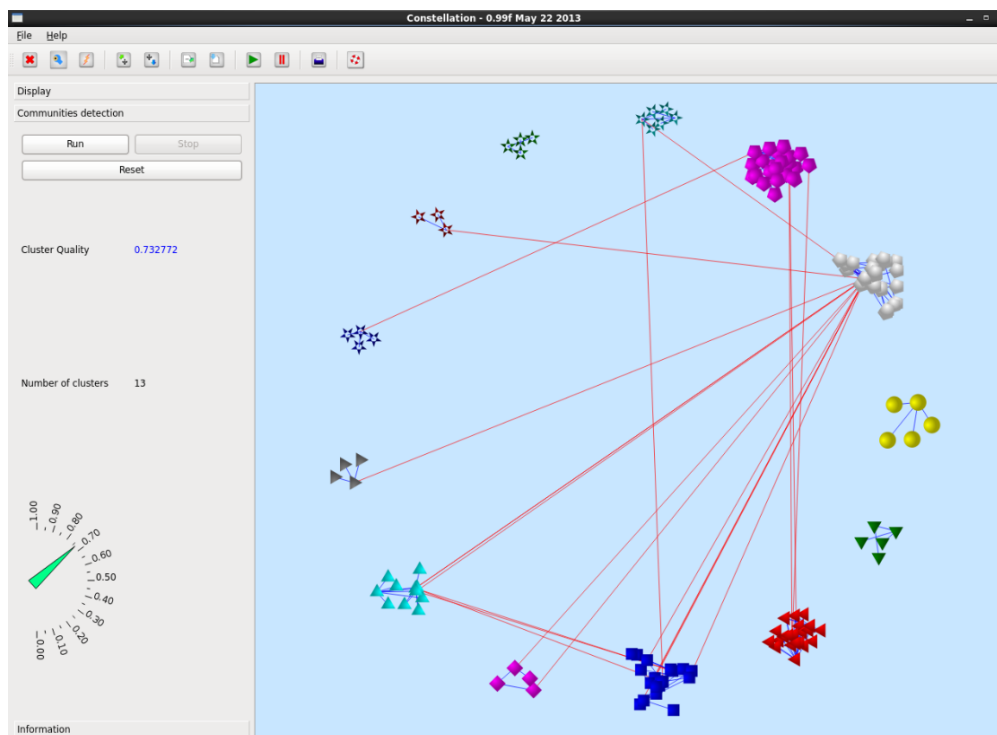 Constellation - 0.99f May 22 2013
File Help
Display
Communities detection
Run Stop
Reset
Cluster Quality 0.732772
Number of clusters 13
1.00
0.90
0.80
0.70
0.60
0.50
0.40
0.30
0.20
0.10
0.00
Information